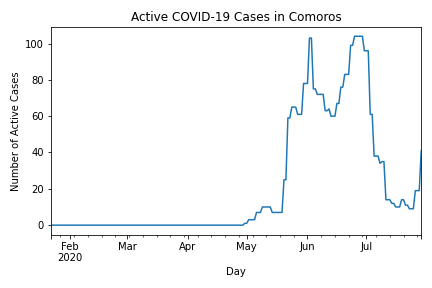 Active COVID-19 Cases in Comoros
100
80
60
40
20
0
Number of Active Cases
Feb Mar Apr May Jun Jul
2020
Day